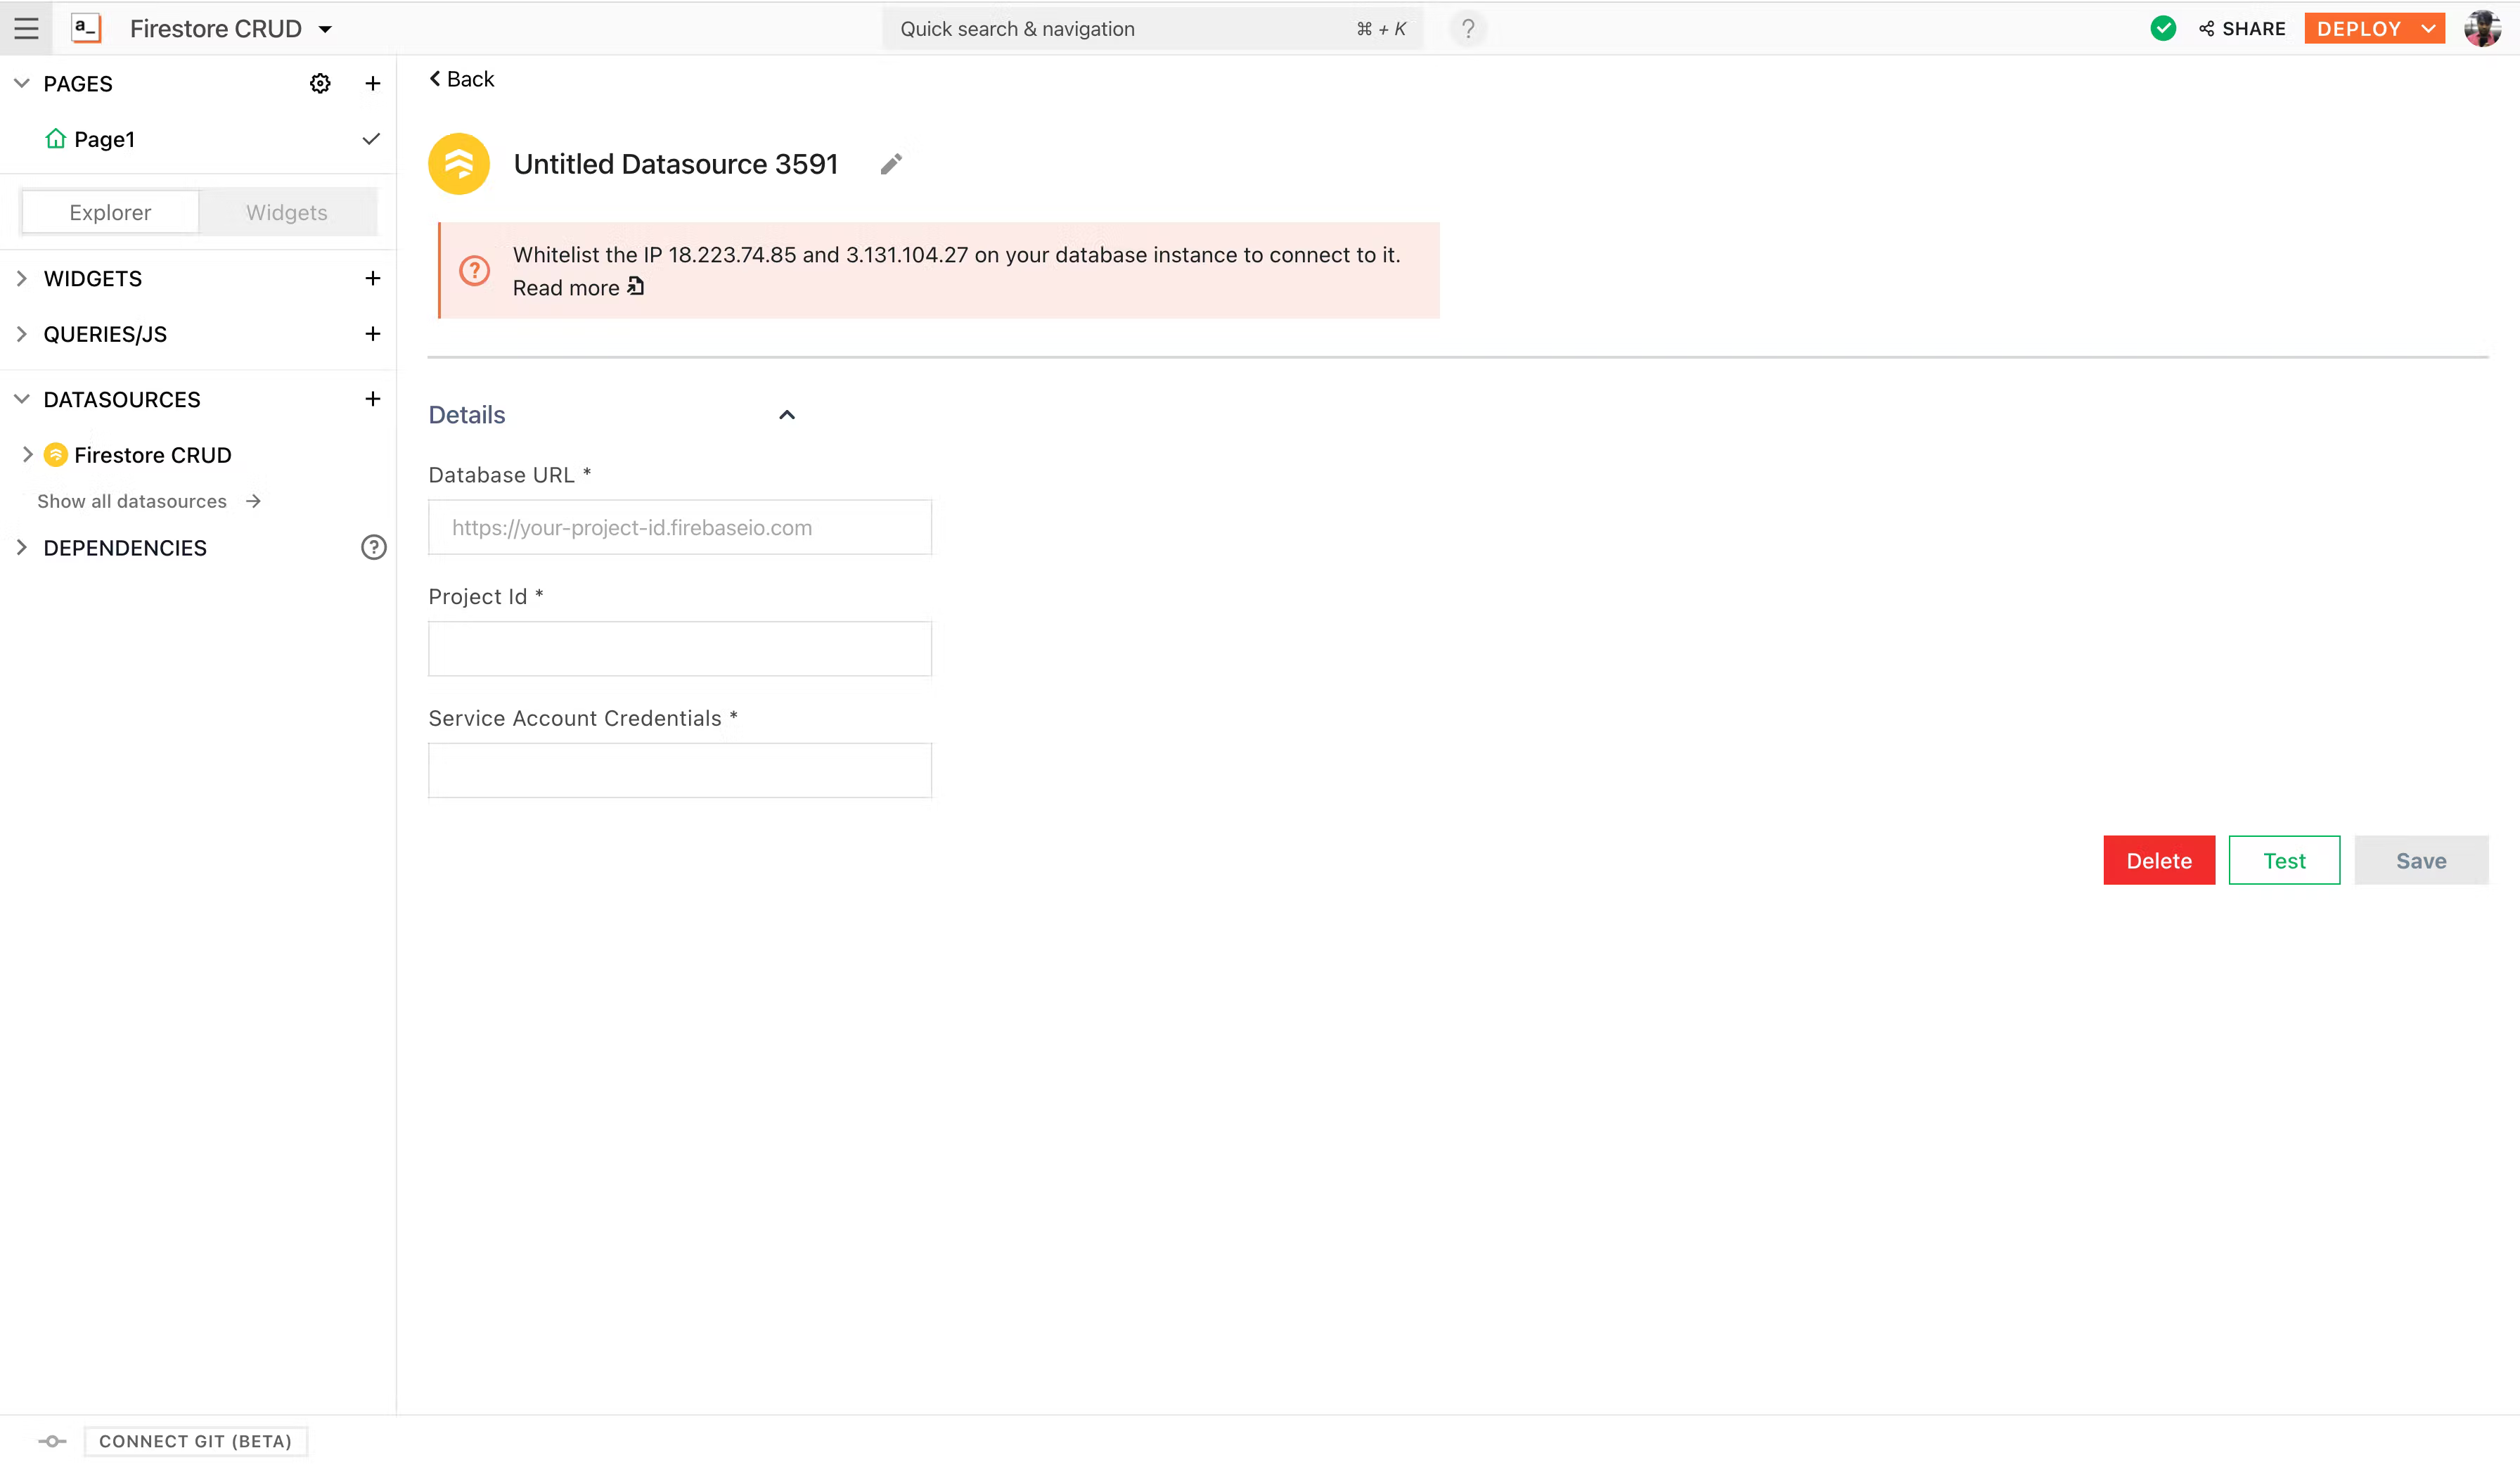 a_
Firestore CRUD
Quick search & navigation
⌘ + K
?
SHARE
DEPLOY
PAGES
Page1
Explorer
Widgets
WIDGETS
QUERIES/JS
DATASOURCES
Firestore CRUD
Show all datasources
DEPENDENCIES
?
Back
Untitled Datasource 3591
?
Whitelist the IP 18.223.74.85 and 3.131.104.27 on your database instance to connect to it.
Read more
Details
Database URL *
https://your-project-id.firebaseio.com
Project Id *
Service Account Credentials *
Delete
Test
Save
CONNECT GIT (BETA)